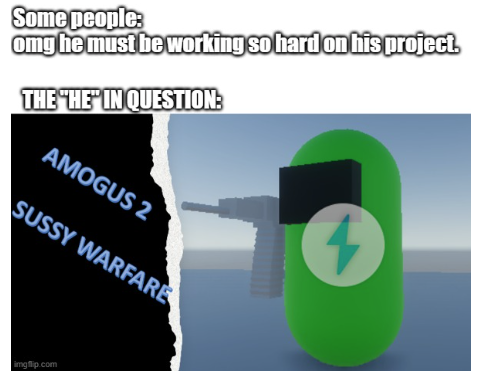 Some people:
omg he must be working so hard on his project.
THE "HE" IN QUESTION:
AMOGUS 2
SUSSY WARFARE
imgflip.com